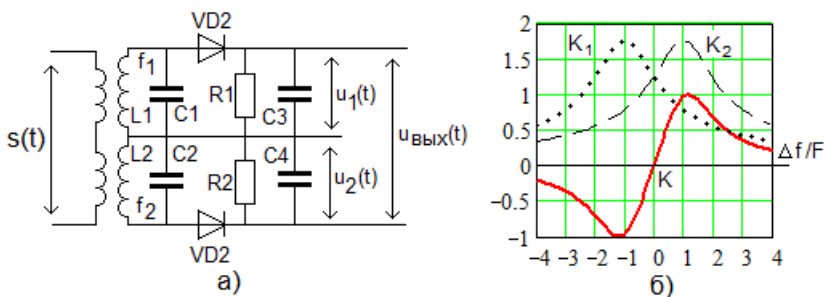 VD2
f1
s(t)
L1
C1
R1
C3
u1(t)
uВЫХ(t)
L2
C2
R2
C4
u2(t)
f2
VD2
а)
2
1.5
1
0.5
0
−0.5
−1
K1
K2
K
Δf/F
−4 −3 −2 −1 0 1 2 3 4
б)